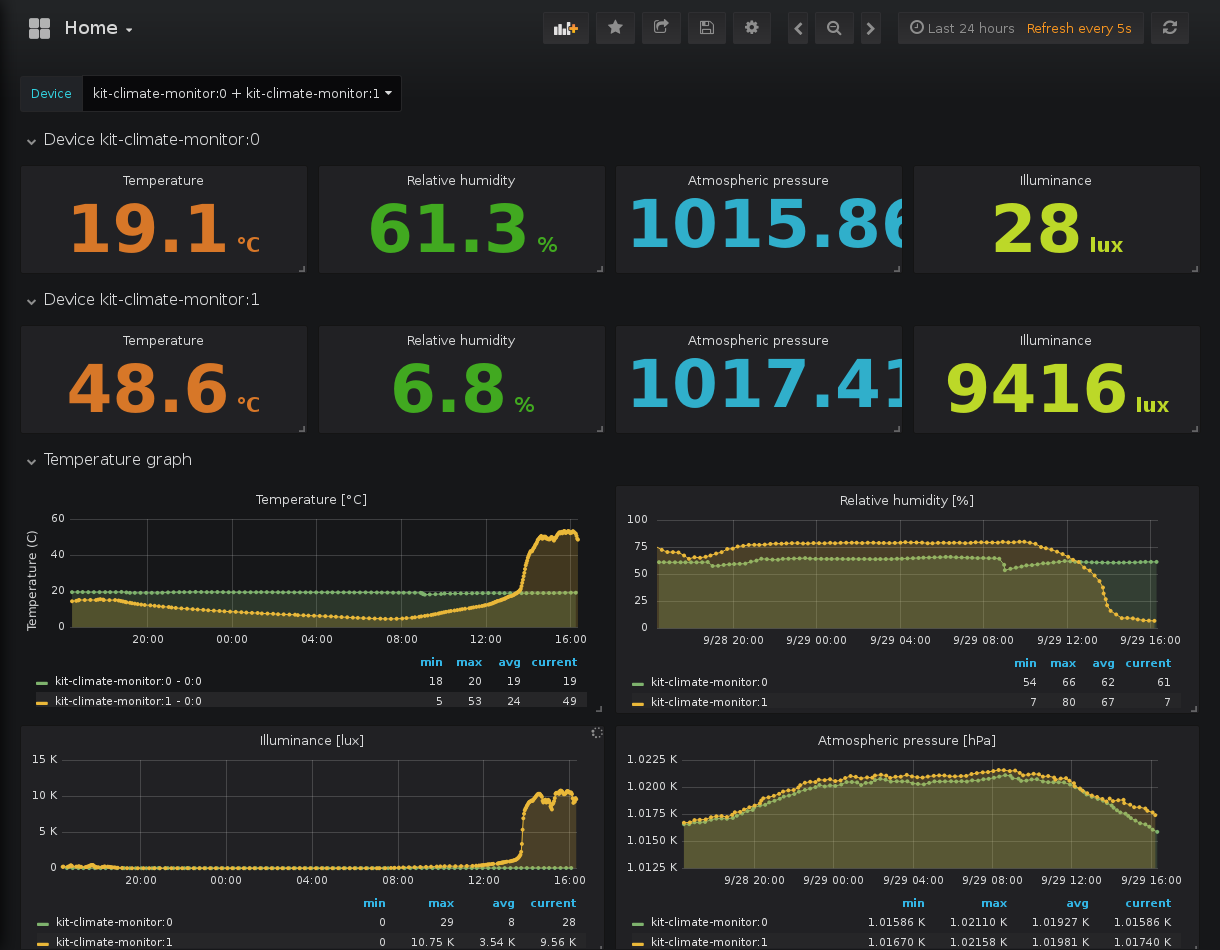 Home
Last 24 hours Refresh every 5s
Device kit-climate-monitor:0 + kit-climate-monitor:1
Device kit-climate-monitor:0
Temperature Relative humidity Atmospheric pressure Illuminance
19.1 °C 61.3 % 1015.86 28 lux
Device kit-climate-monitor:1
Temperature Relative humidity Atmospheric pressure Illuminance
48.6 °C 6.8 % 1017.41 9416 lux
Temperature graph
Temperature [°C]
Temperature (C)
60
40
20
0
20:00 00:00 04:00 08:00 12:00 16:00
min max avg current
kit-climate-monitor:0 - 0:0 18 20 19 19
kit-climate-monitor:1 - 0:0 5 53 24 49
Relative humidity [%]
100
75
50
25
0
9/28 20:00 9/29 00:00 9/29 04:00 9/29 08:00 9/29 12:00 9/29 16:00
min max avg current
kit-climate-monitor:0 54 66 62 61
kit-climate-monitor:1 7 80 67 7
Illuminance [lux]
15 K
10 K
5 K
0
20:00 00:00 04:00 08:00 12:00 16:00
min max avg current
kit-climate-monitor:0 0 29 8 28
kit-climate-monitor:1 0 10.75 K 3.54 K 9.56 K
Atmospheric pressure [hPa]
1.0225 K
1.0200 K
1.0175 K
1.0150 K
1.0125 K
9/28 20:00 9/29 00:00 9/29 04:00 9/29 08:00 9/29 12:00 9/29 16:00
min max avg current
kit-climate-monitor:0 1.01586 K 1.02110 K 1.01927 K 1.01586 K
kit-climate-monitor:1 1.01670 K 1.02158 K 1.01981 K 1.01740 K